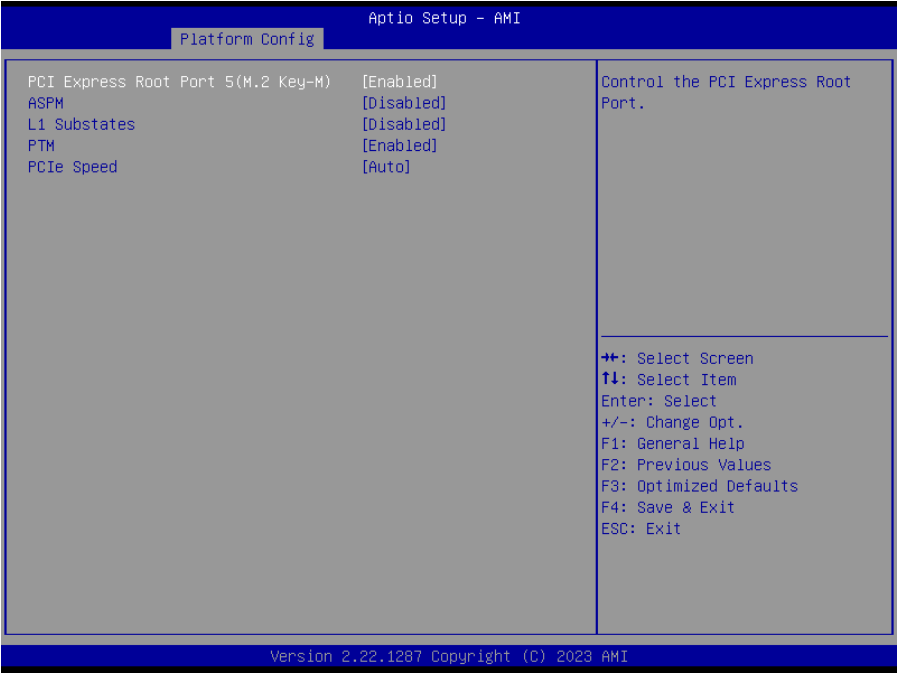 Aptio Setup – AMI
Platform Config
PCI Express Root Port 5(M.2 Key-M) [Enabled]
ASPM [Disabled]
L1 Substates [Disabled]
PTM [Enabled]
PCIe Speed [Auto]
Control the PCI Express Root
Port.
→←: Select Screen
↑↓: Select Item
Enter: Select
+/-: Change Opt.
F1: General Help
F2: Previous Values
F3: Optimized Defaults
F4: Save & Exit
ESC: Exit
Version 2.22.1287 Copyright (C) 2023 AMI